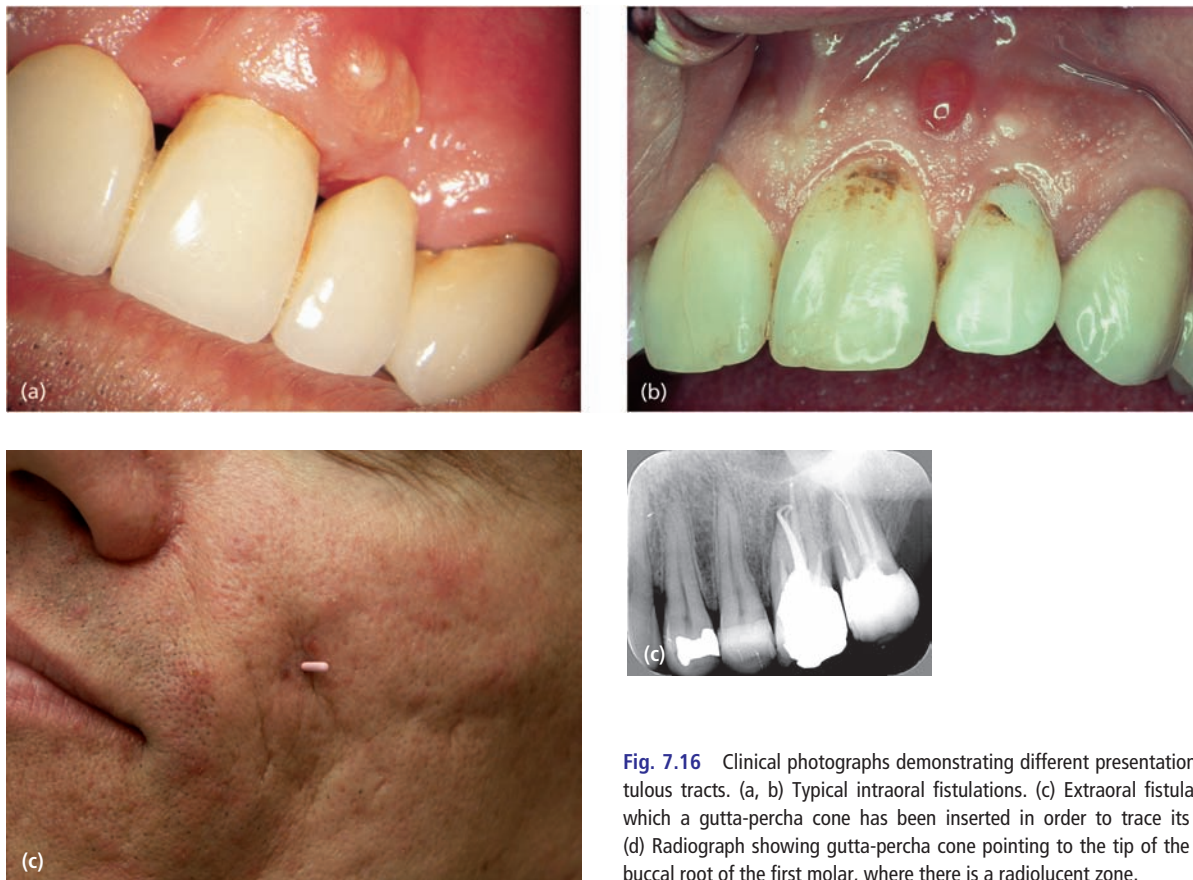 (a)
(b)
(c)
(c)
Fig. 7.16 Clinical photographs demonstrating different presentation
tulous tracts. (a, b) Typical intraoral fistulations. (c) Extraoral fistula
which a gutta-percha cone has been inserted in order to trace its
(d) Radiograph showing gutta-percha cone pointing to the tip of the
buccal root of the first molar, where there is a radiolucent zone.